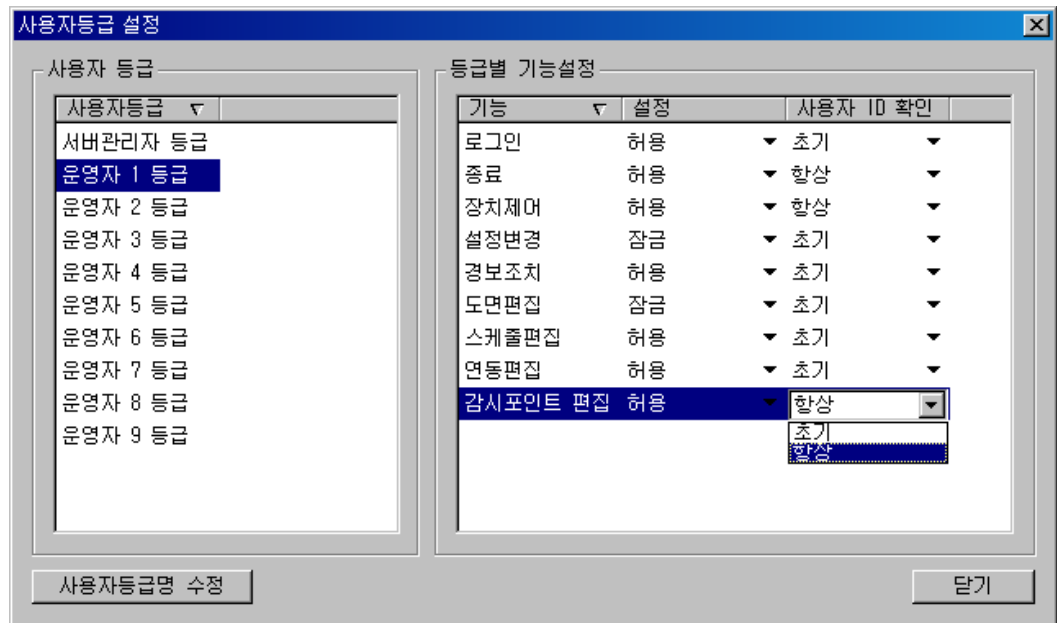 사용자등급 설정
사용자 등급
사용자등급
서버관리자 등급
운영자 1 등급
운영자 2 등급
운영자 3 등급
운영자 4 등급
운영자 5 등급
운영자 6 등급
운영자 7 등급
운영자 8 등급
운영자 9 등급
등급별 기능설정
기능 설정 사용자 ID 확인
로그인 허용 초기
종료 허용 항상
장치제어 허용 항상
설정변경 잠금 초기
경보조치 허용 초기
도면편집 잠금 초기
스케줄편집 허용 초기
연동편집 허용 초기
감시포인트 편집 허용 항상
초기
항상
사용자등급명 수정
닫기